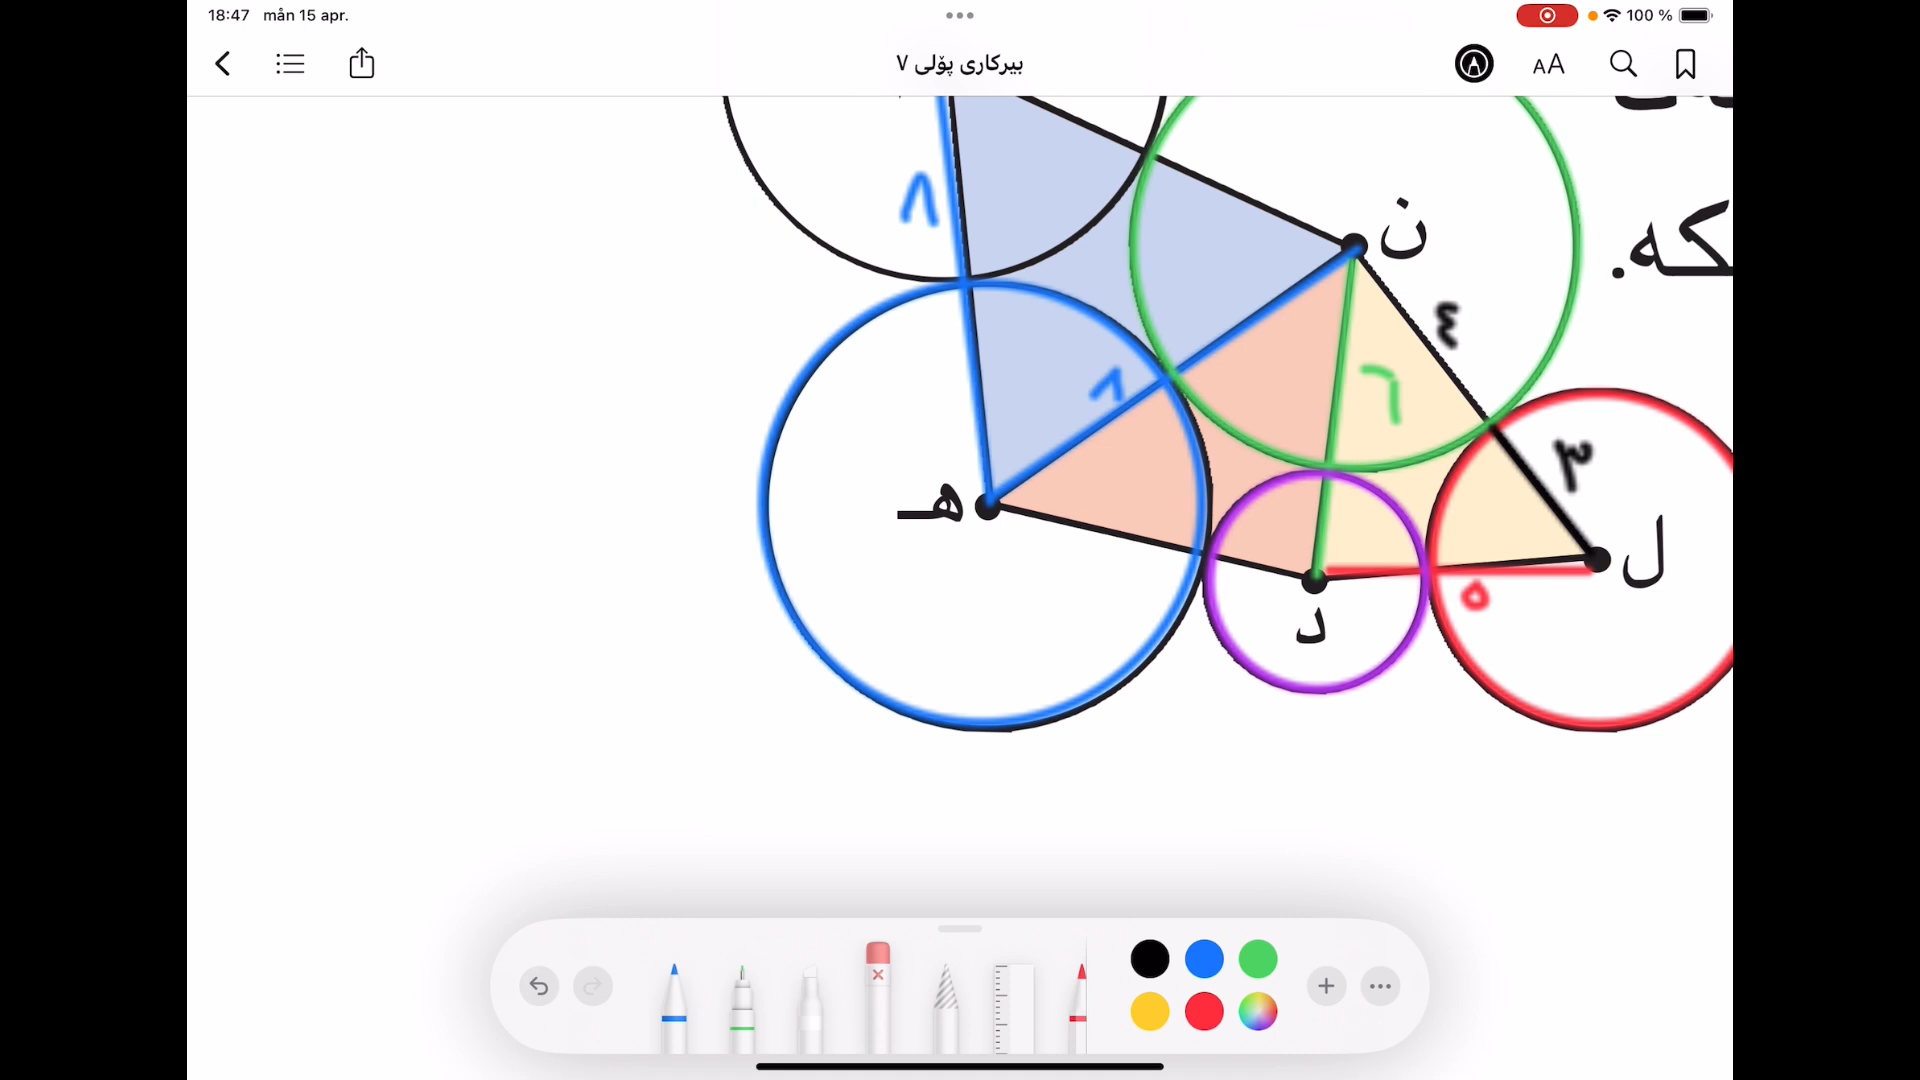 18:47 mån 15 apr.
100 %
بیرکاری پۆلی ٧
AA
ن
کە.
٨
٤
٨
٦
٣
هـ
ل
٥
د